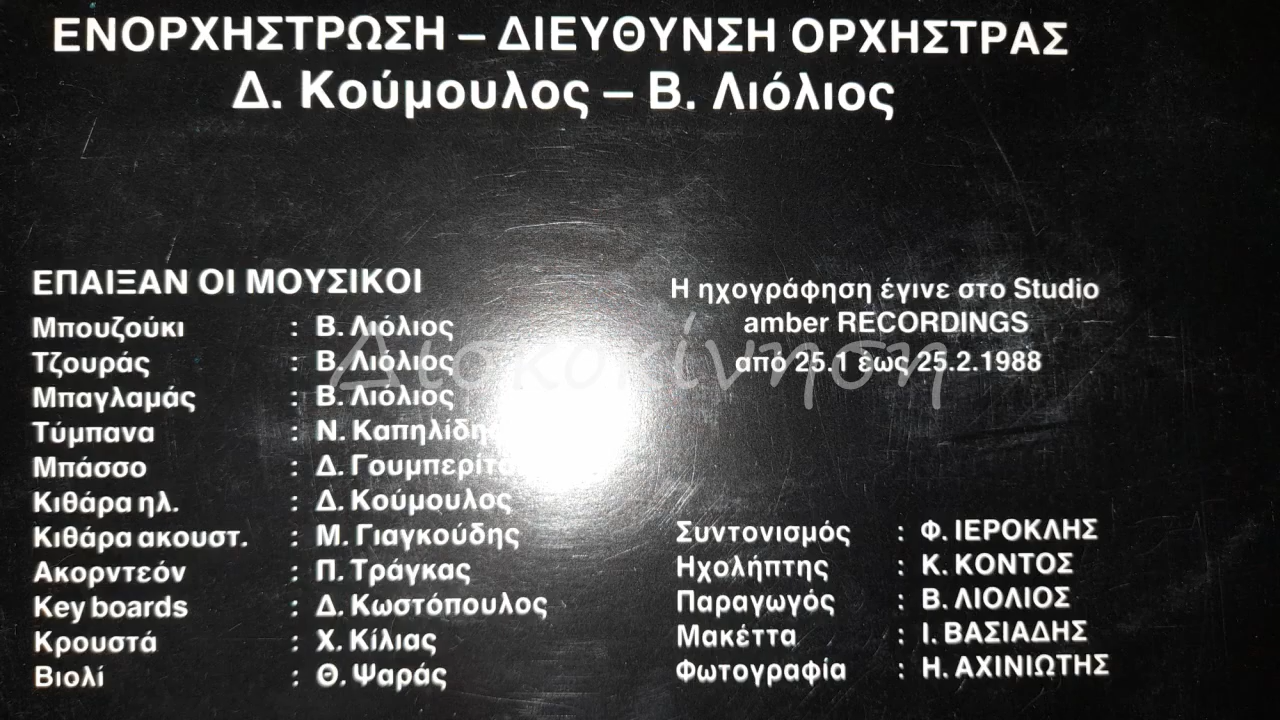 ΕΝΟΡΧΗΣΤΡΩΣΗ – ΔΙΕΥΘΥΝΣΗ ΟΡΧΗΣΤΡΑΣ
Δ. Κούμουλος – Β. Λιόλιος
ΕΠΑΙΞΑΝ ΟΙ ΜΟΥΣΙΚΟΙ
Μπουζούκι : Β. Λιόλιος
Τζουράς : Β. Λιόλιος
Μπαγλαμάς : Β. Λιόλιος
Τύμπανα : Ν. Καπηλίδης
Μπάσσο : Δ.
Κιθάρα ηλ. : Δ. Κούμουλος
Κιθάρα ακουστ. : Μ. Γιαγκούδης
Ακορντεόν : Π. Τράγκας
Key boards : Δ. Κωστόπουλος
Κρουστά : Χ. Κίλιας
Βιολί : Θ. Ψαράς
Η ηχογράφηση έγινε στο Studio
amber RECORDINGS
από 25.1 έως 25.2.1988
Δισκοκίνηση
Συντονισμός : Φ. ΙΕΡΟΚΛΗΣ
Ηχολήπτης : Κ. ΚΟΝΤΟΣ
Παραγωγός : Β. ΛΙΟΛΙΟΣ
Μακέττα : Ι. ΒΑΣΙΑΔΗΣ
Φωτογραφία : Η. ΑΧΙΝΙΩΤΗΣ